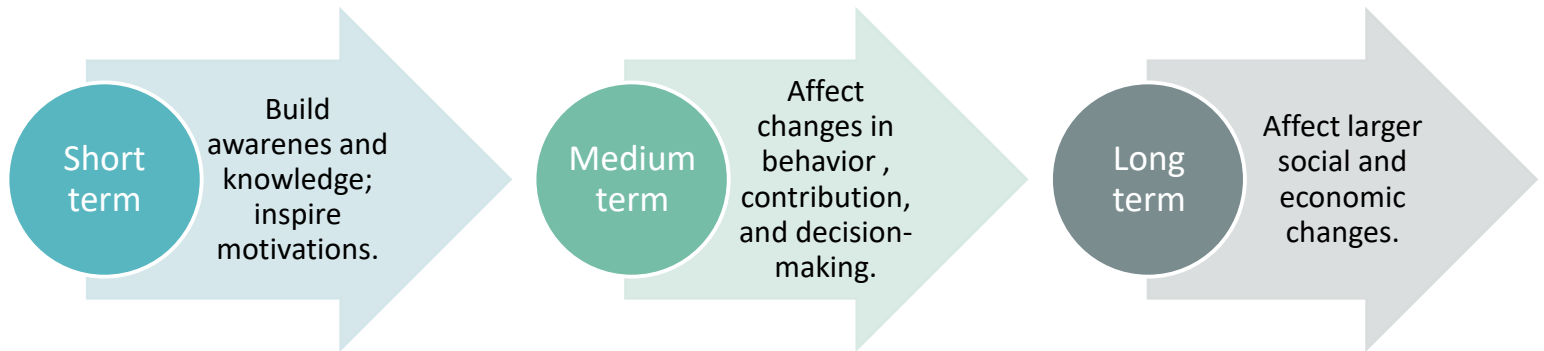 Short
term
Build
awarenes and
knowledge;
inspire
motivations.
Medium
term
Affect
changes in
behavior ,
contribution,
and decision-
making.
Long
term
Affect larger
social and
economic
changes.